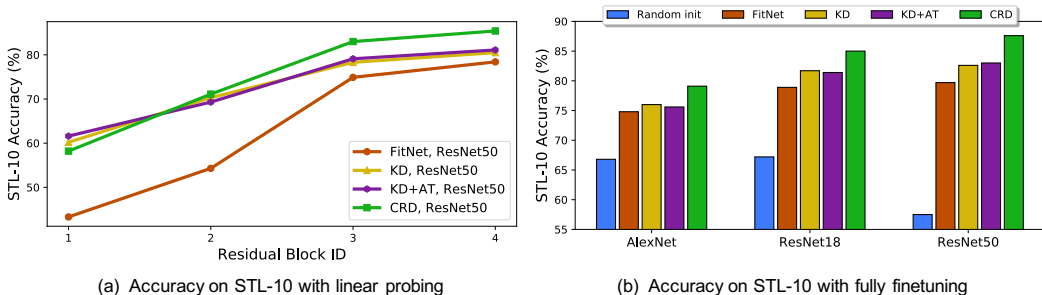 STL-10 Accuracy (%)
80
70
60
50
1
2
3
4
Residual Block ID
FitNet, ResNet50
KD, ResNet50
KD+AT, ResNet50
CRD, ResNet50
(a) Accuracy on STL-10 with linear probing
STL-10 Accuracy (%)
90
85
80
75
70
65
60
55
Random init
FitNet
KD
KD+AT
CRD
AlexNet
ResNet18
ResNet50
(b) Accuracy on STL-10 with fully finetuning